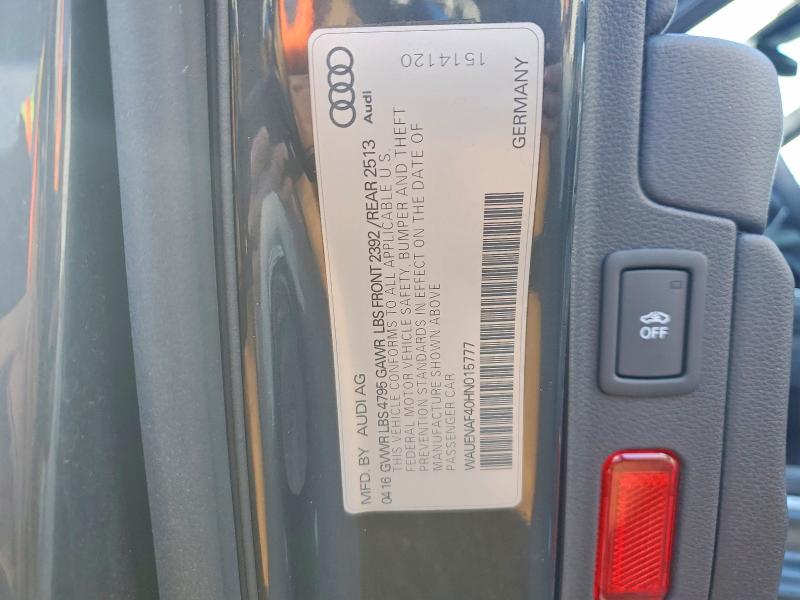 MFD. BY AUDI AG
Audi
0416 GVWR LBS 4795 GAWR LBS FRONT 2392 /REAR 2513
THIS VEHICLE CONFORMS TO ALL APPLICABLE U.S.
FEDERAL MOTOR VEHICLE SAFETY, BUMPER AND THEFT
PREVENTION STANDARDS IN EFFECT ON THE DATE OF
MANUFACTURE SHOWN ABOVE
PASSENGER CAR
1514120
WAUENAF40HN015777
GERMANY
OFF